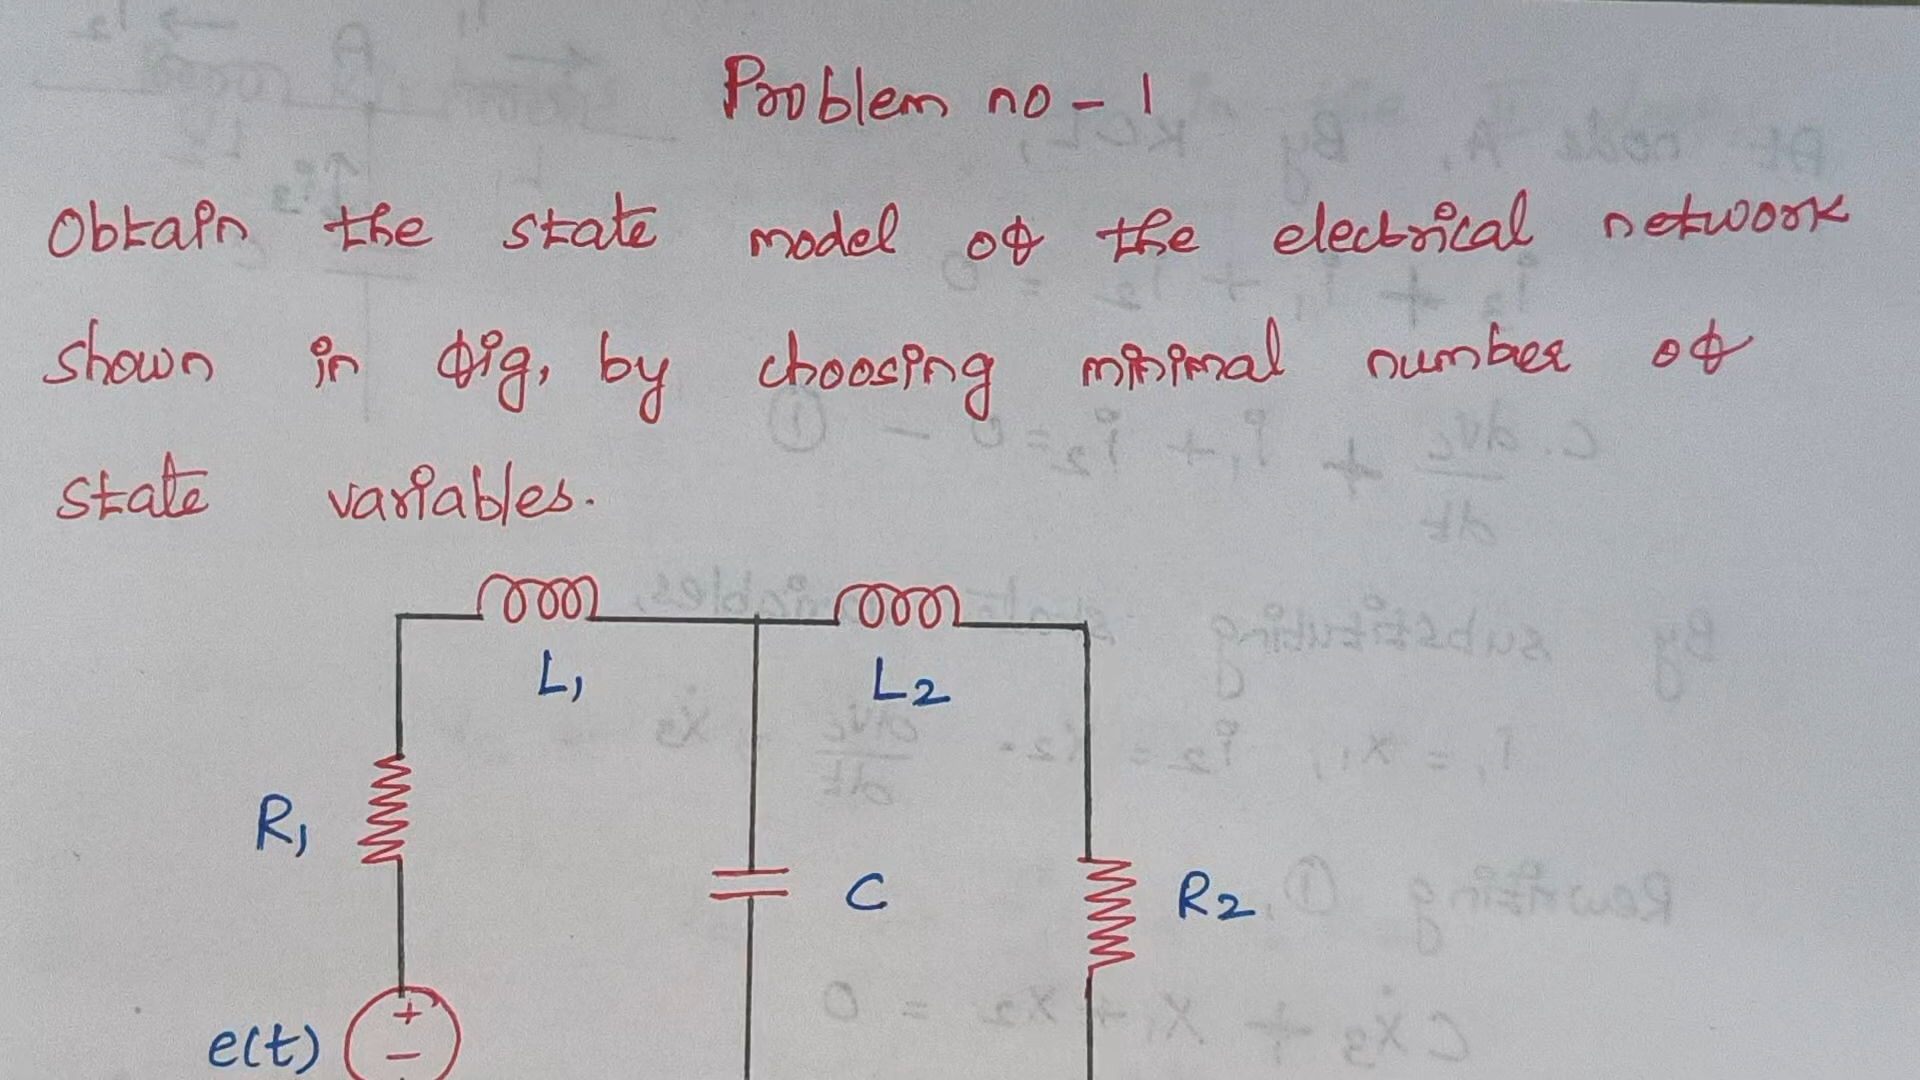 Problem no - 1
Obtain the state model of the electrical network
shown in fig, by choosing minimal number of
state variables.
L1
L2
R1
C
R2
+
e(t)
−